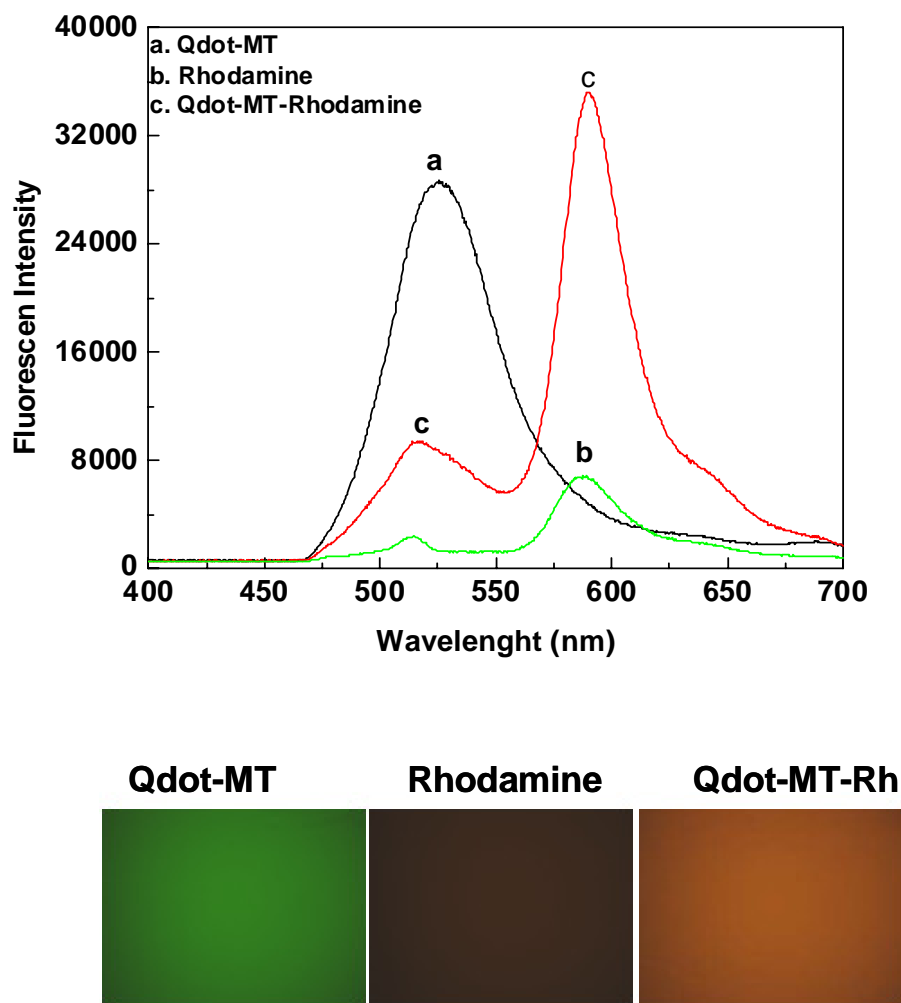 40000
a. Qdot-MT
b. Rhodamine
c. Qdot-MT-Rhodamine
c
32000
a
24000
Fluorescen Intensity
16000
c
b
8000
0
400 450 500 550 600 650 700
Wavelenght (nm)
Qdot-MT Rhodamine Qdot-MT-Rh